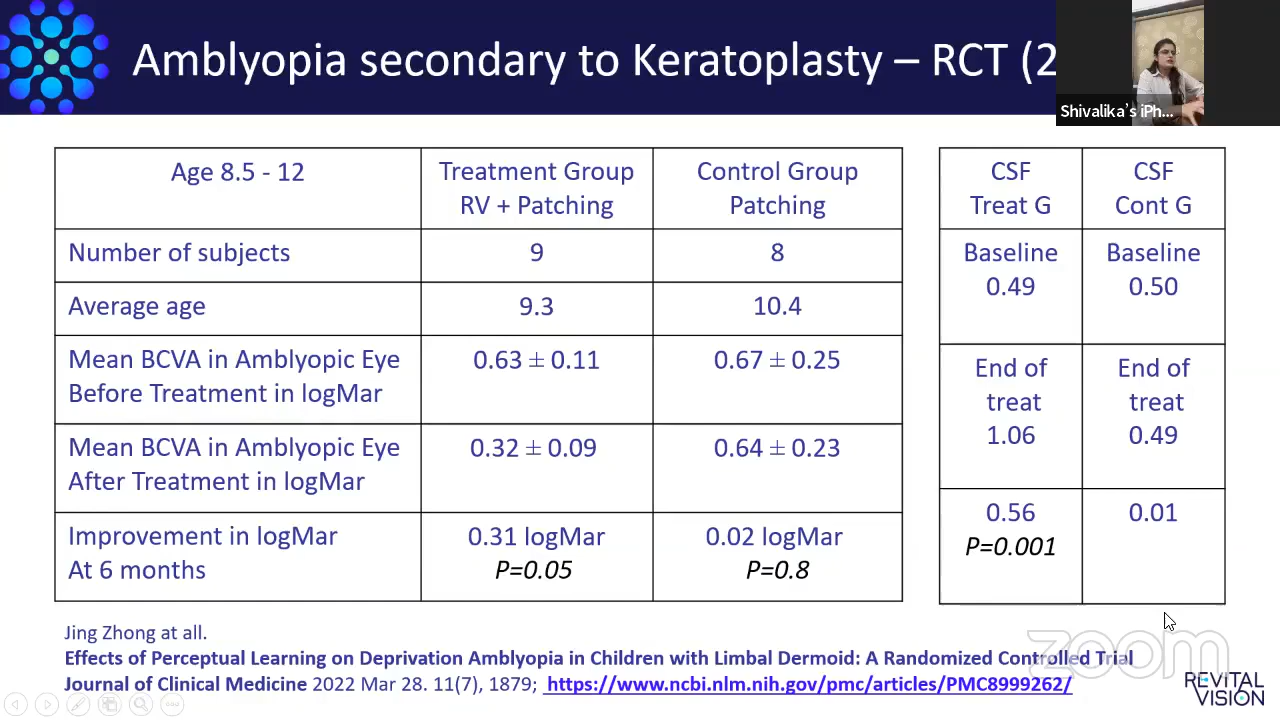 Amblyopia secondary to Keratoplasty – RCT (2
Shivalika's iPh...
Age 8.5 - 12
Treatment Group
RV + Patching
Control Group
Patching
Number of subjects
9
8
Average age
9.3
10.4
Mean BCVA in Amblyopic Eye
Before Treatment in logMar
0.63 ± 0.11
0.67 ± 0.25
Mean BCVA in Amblyopic Eye
After Treatment in logMar
0.32 ± 0.09
0.64 ± 0.23
Improvement in logMar
At 6 months
0.31 logMar
P=0.05
0.02 logMar
P=0.8
CSF
Treat G
CSF
Cont G
Baseline
0.49
Baseline
0.50
End of
treat
1.06
End of
treat
0.49
0.56
P=0.001
0.01
Jing Zhong at all.
Effects of Perceptual Learning on Deprivation Amblyopia in Children with Limbal Dermoid: A Randomized Controlled Trial
Journal of Clinical Medicine 2022 Mar 28. 11(7), 1879; https://www.ncbi.nlm.nih.gov/pmc/articles/PMC8999262/
zoom
REVITAL
VISION